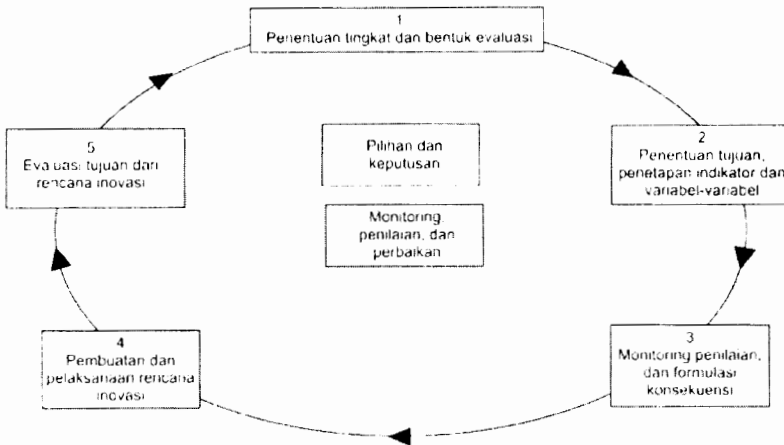 1
Penentuan tingkat dan bentuk evaluasi
5
Evaluasi tujuan dari
rencana inovasi
Pilihan dan
keputusan
2
Penentuan tujuan,
penetapan indikator dan
variabel-variabel
Monitoring,
penilaian, dan
perbaikan
4
Pembuatan dan
pelaksanaan rencana
inovasi
3
Monitoring penilaian,
dan formulasi
konsekuensi